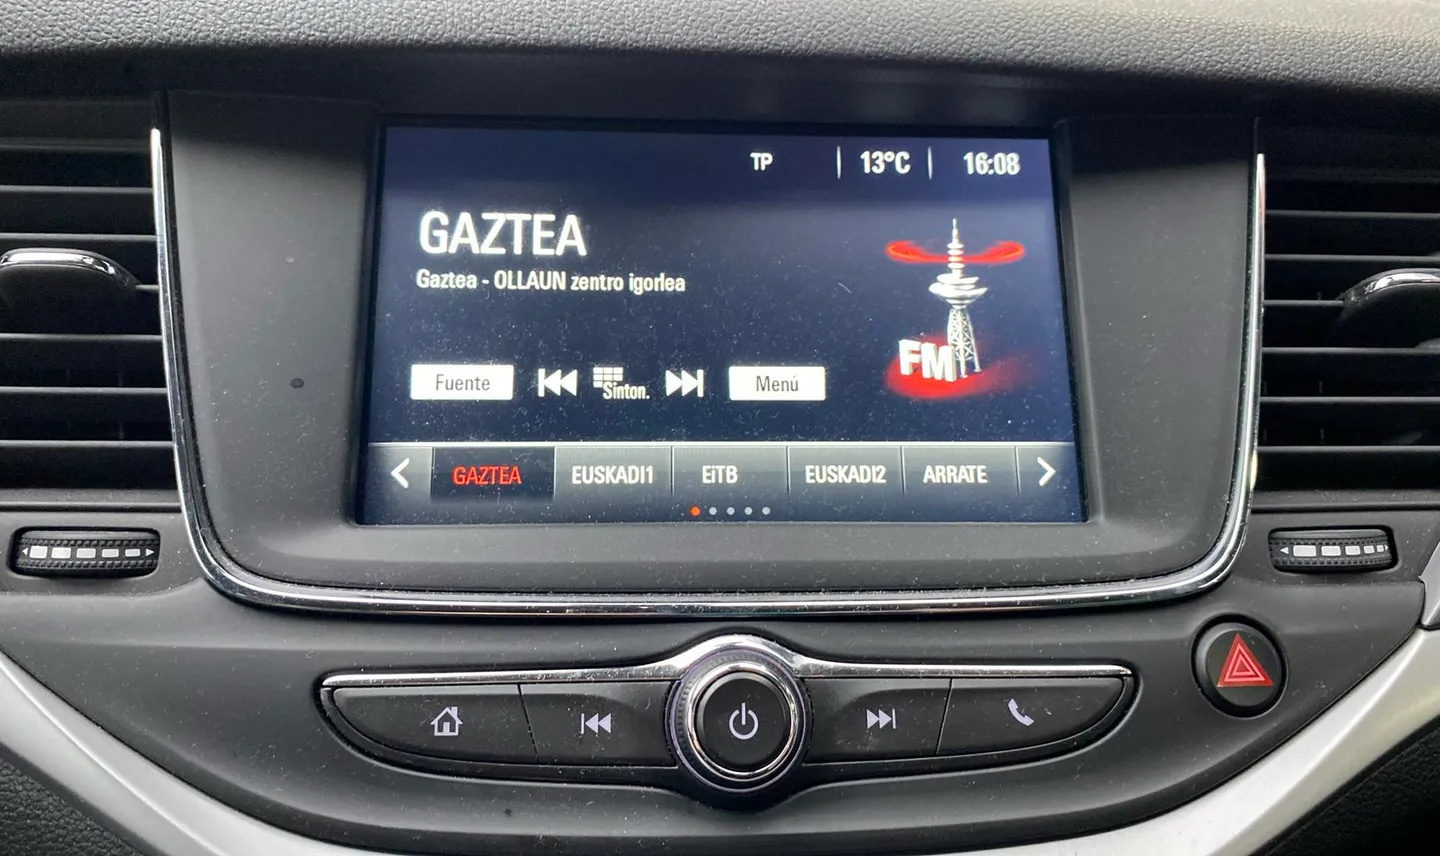 TP 13°C 16:08
GAZTEA
Gaztea - OLLAUN zentro igorlea
FM
Fuente Sinton. Menú
GAZTEA EUSKADI1 EiTB EUSKADI2 ARRATE